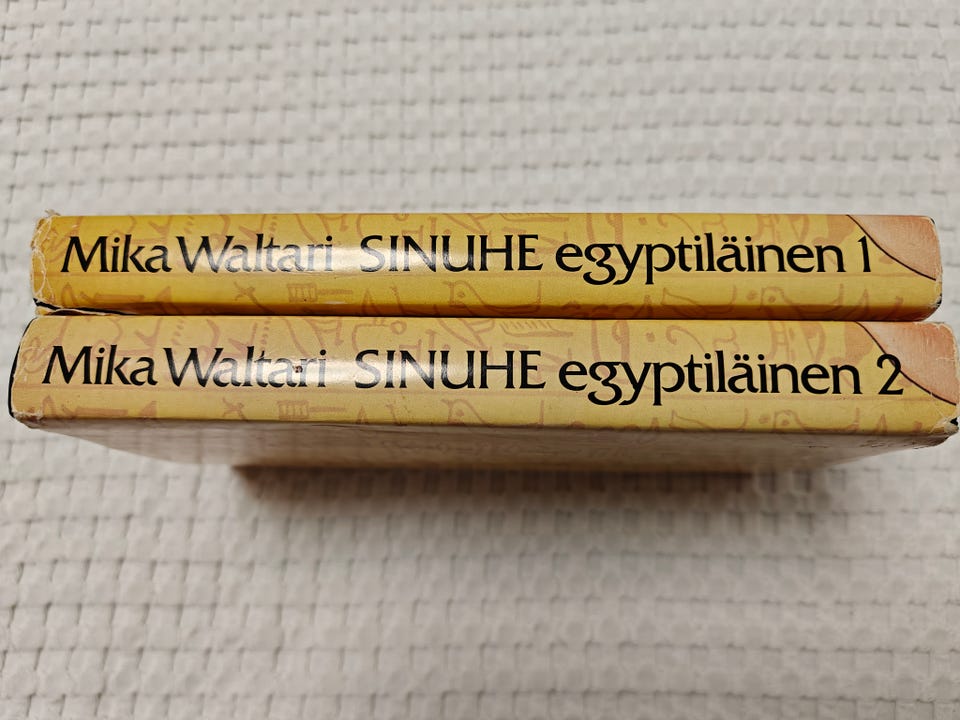 Mika Waltari SINUHE egyptiläinen 1
Mika Waltari SINUHE egyptiläinen 2